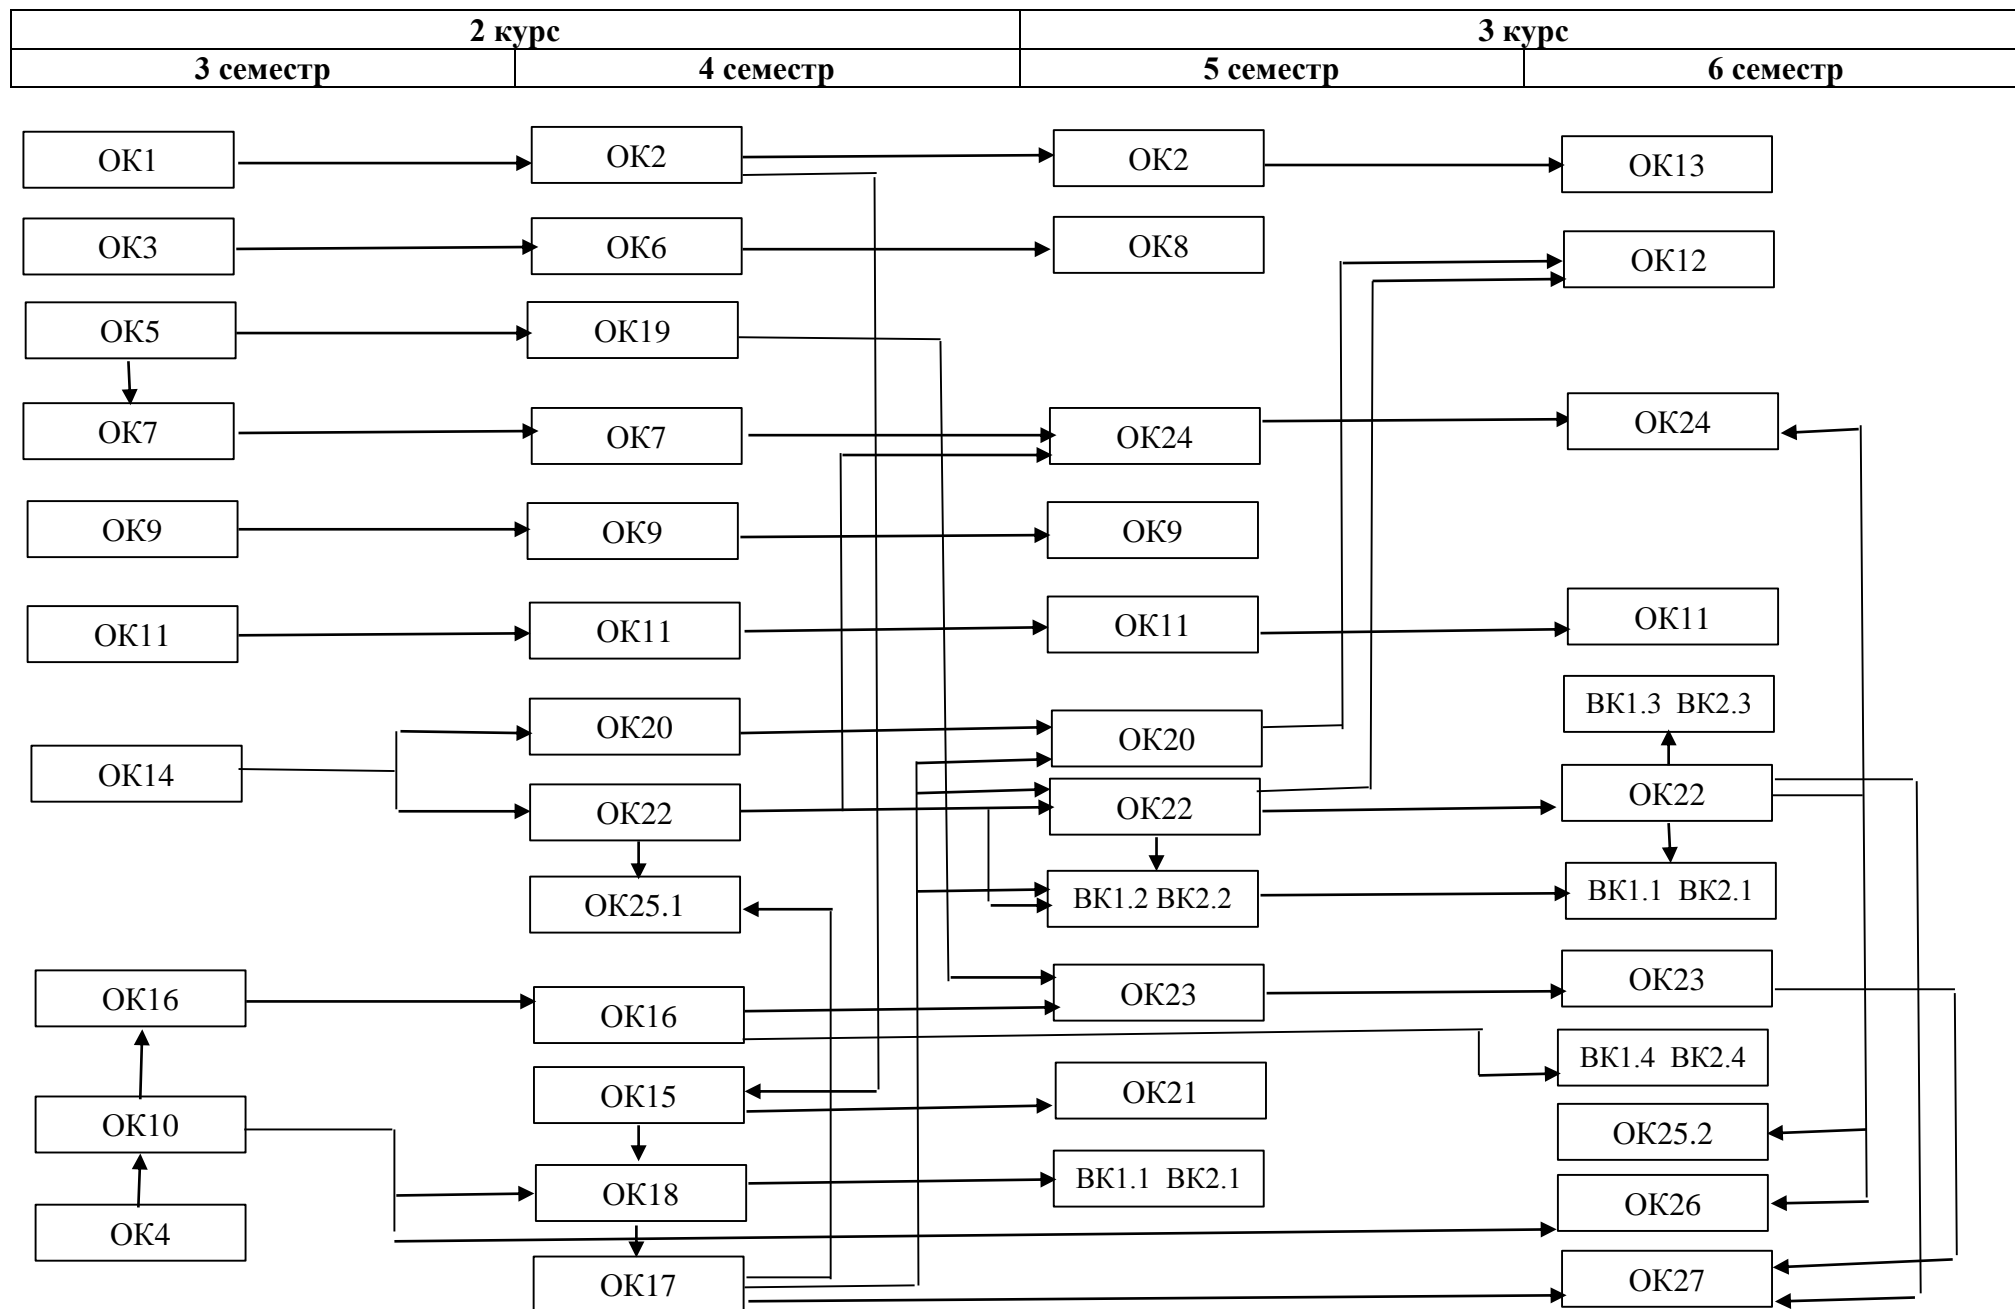 2 курс 3 курс
3 семестр 4 семестр 5 семестр 6 семестр
ОК1 ОК2 ОК2 ОК13
ОК3 ОК6 ОК8 ОК12
ОК5 ОК19
ОК7 ОК7 ОК24 ОК24
ОК9 ОК9 ОК9
ОК11 ОК11 ОК11 ОК11
ВК1.3 ВК2.3
ОК14 ОК20 ОК20
ОК22 ОК22 ОК22
ОК25.1 ВК1.2 ВК2.2 ВК1.1 ВК2.1
ОК16 ОК16 ОК23 ОК23
ВК1.4 ВК2.4
ОК10 ОК15 ОК21 ОК25.2
ОК18 ВК1.1 ВК2.1 ОК26
ОК4 ОК17 ОК27